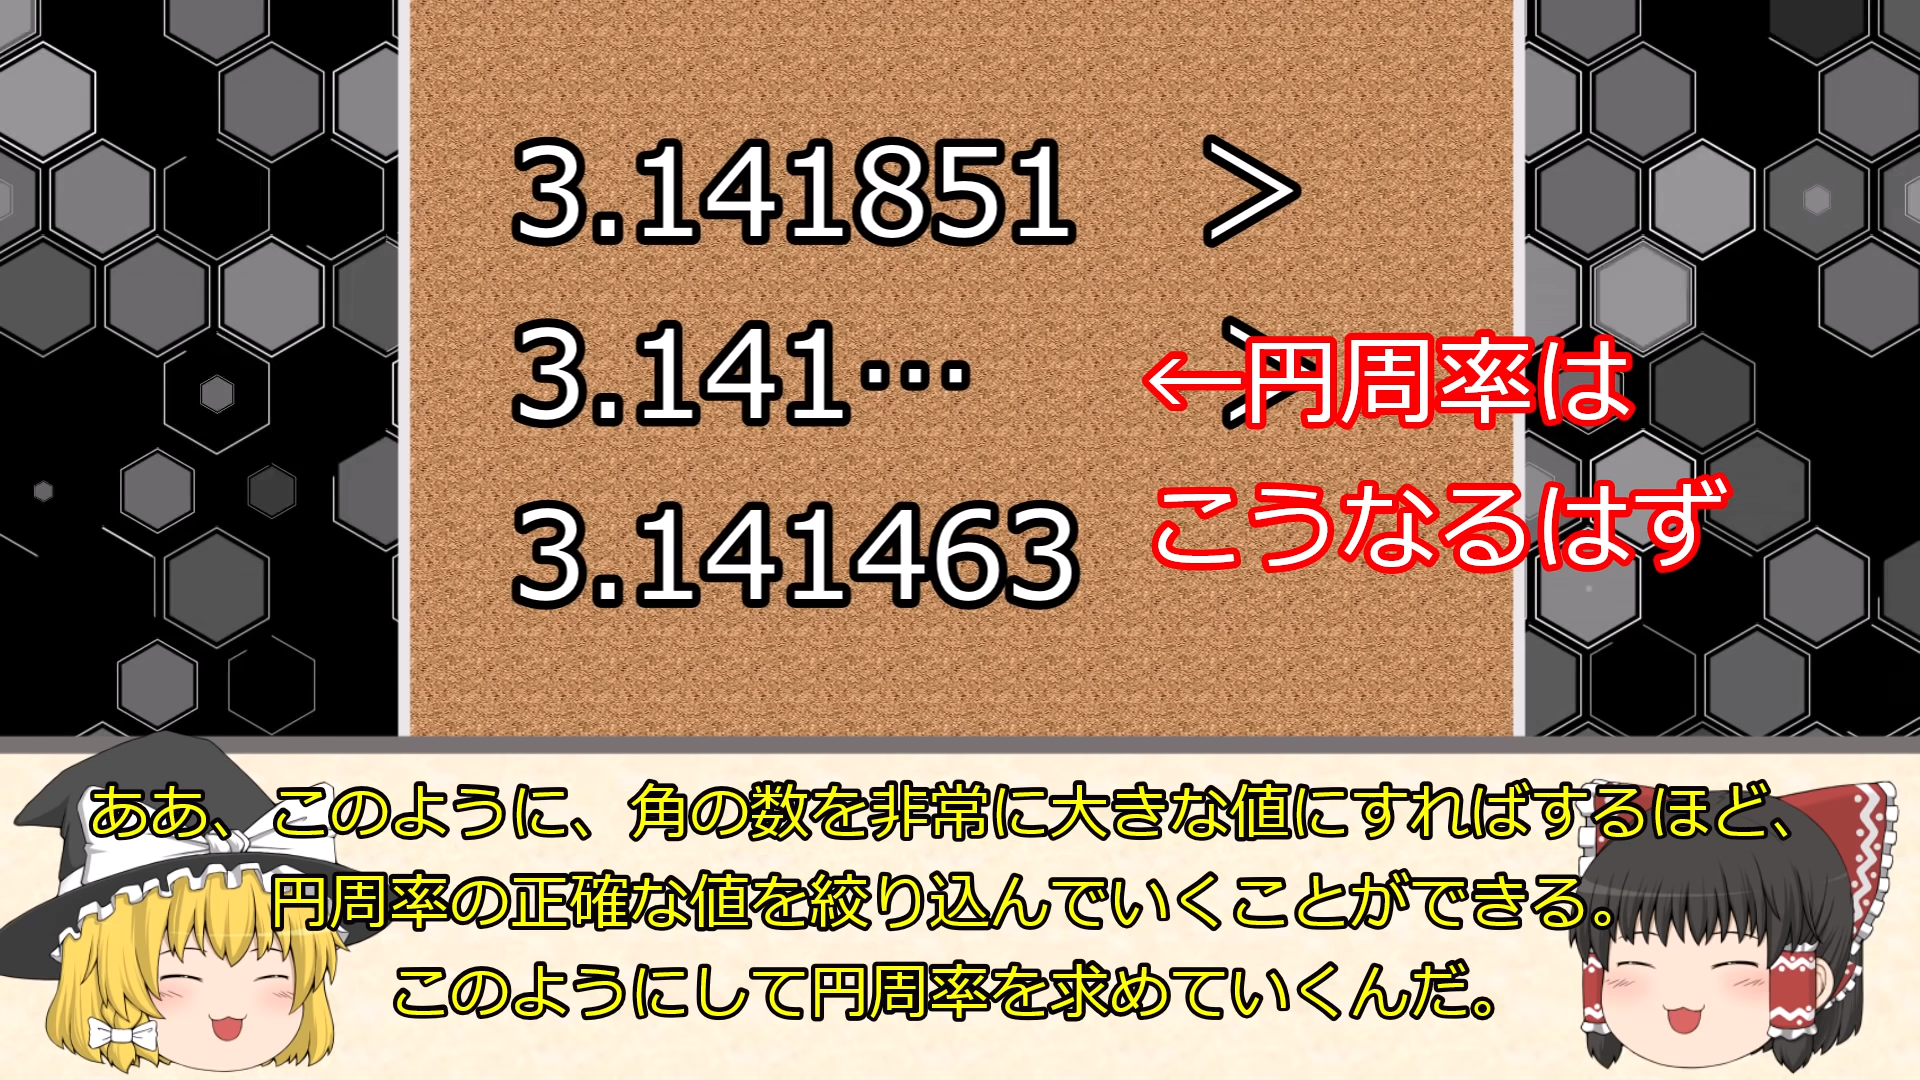 3.141851 >
3.141… >
←円周率は
こうなるはず
3.141463
ああ、このように、角の数を非常に大きな値にすればするほど、
円周率の正確な値を絞り込んでいくことができる。
このようにして円周率を求めていくんだ。